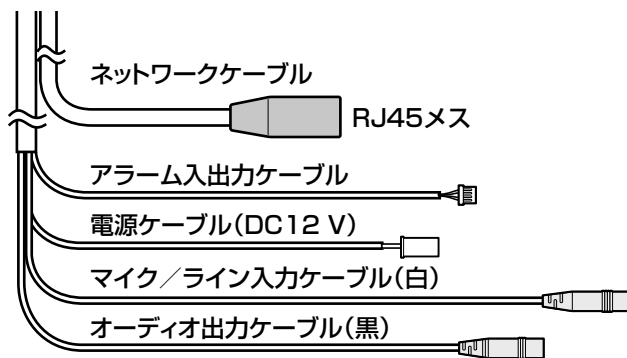 ネットワークケーブル
RJ45メス
アラーム入出力ケーブル
電源ケーブル（DC12 V）
マイク／ライン入力ケーブル（白）
オーディオ出力ケーブル（黒）